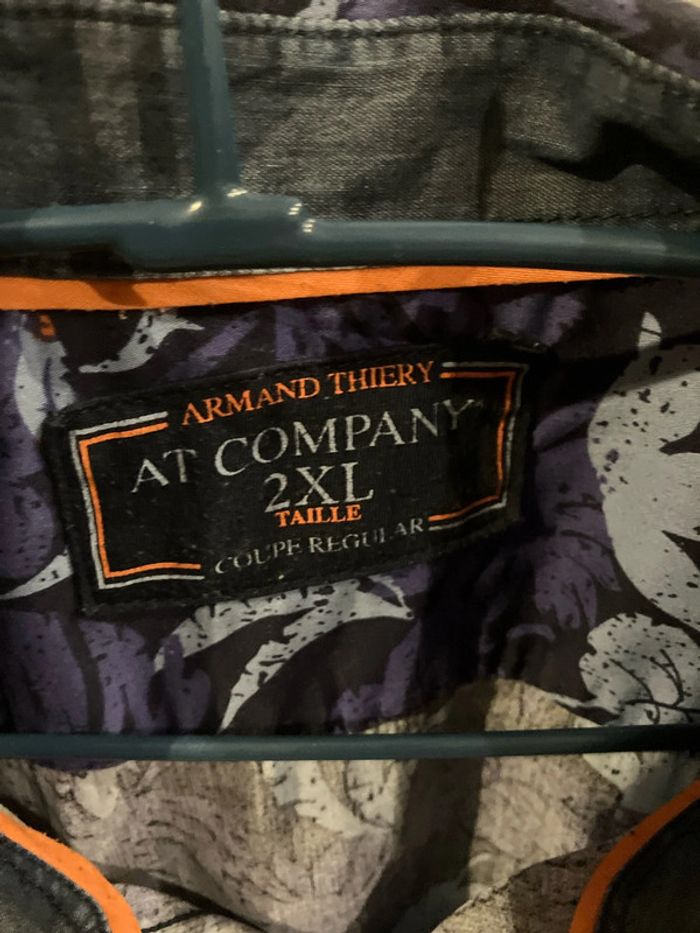 ARMAND THIERY
AT COMPANY
2XL
TAILLE
COUPE REGULAR